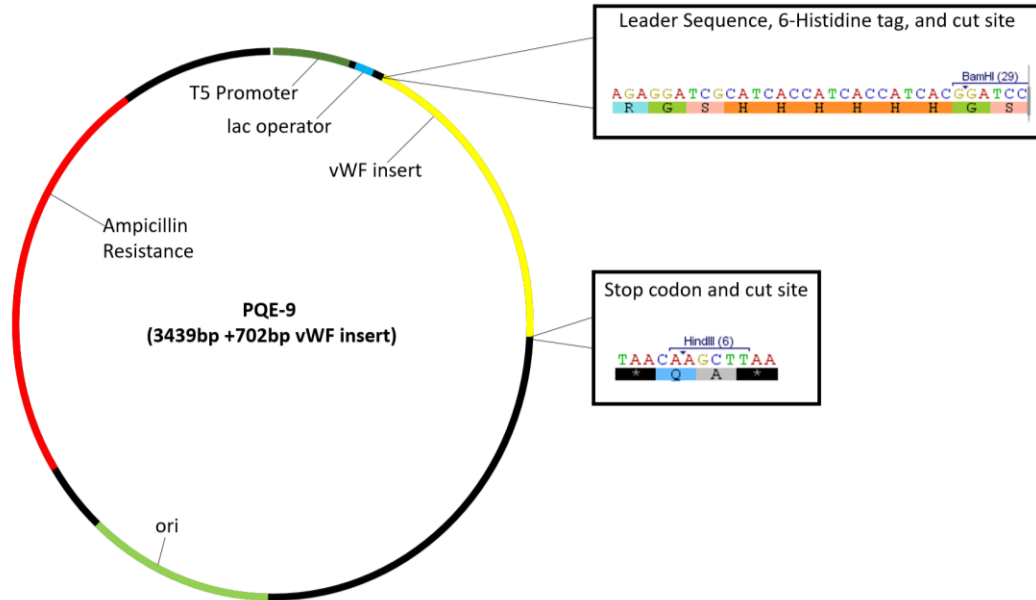 Leader Sequence, 6-Histidine tag, and cut site
BamHI (29)
AGAGGATCGCATCACCATCACCATCACGGATCC
R G S H H H H H H G S
T5 Promoter
lac operator
vWF insert
Ampicillin
Resistance
PQE-9
(3439bp +702bp vWF insert)
Stop codon and cut site
HindIII (6)
TAACAAGCTTAA
* Q A *
ori